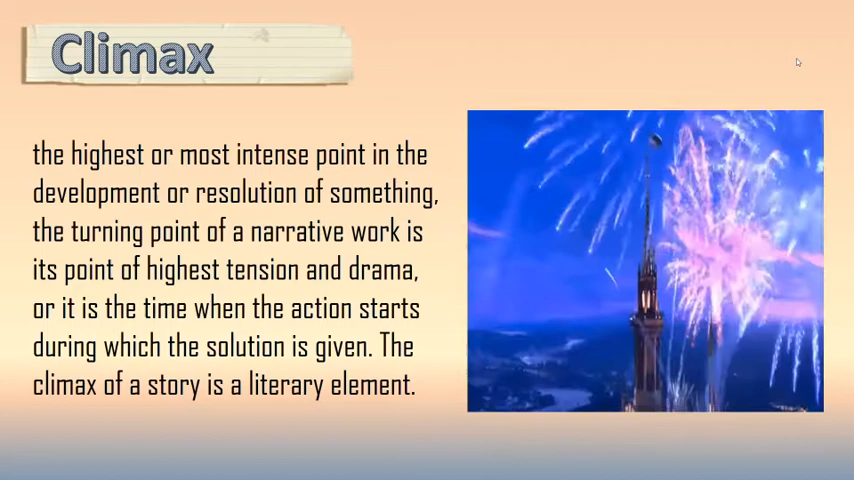 Climax
the highest or most intense point in the
development or resolution of something,
the turning point of a narrative work is
its point of highest tension and drama,
or it is the time when the action starts
during which the solution is given. The
climax of a story is a literary element.